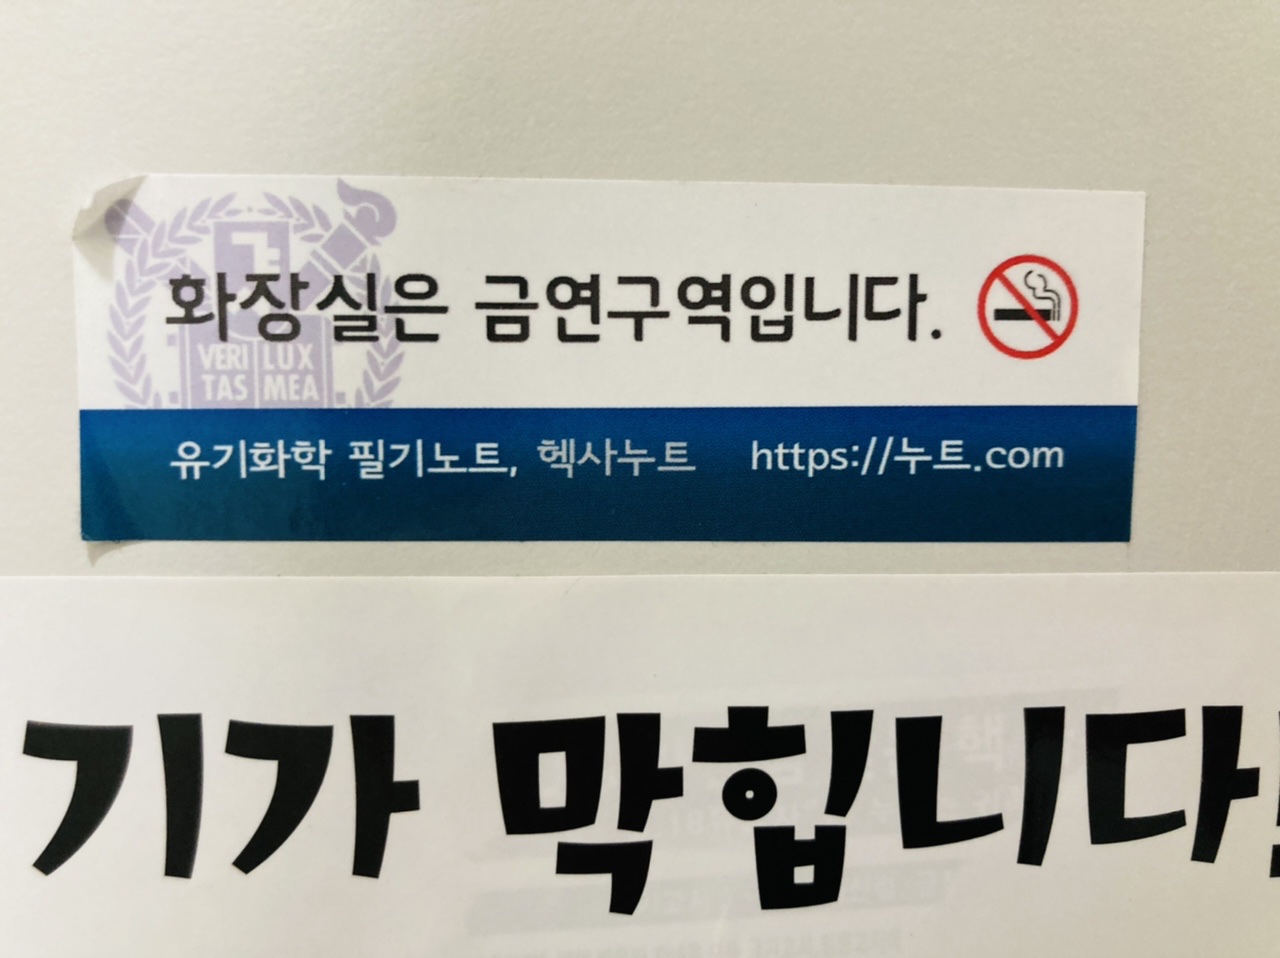 화장실은 금연구역입니다.
VERI LUX
TAS MEA
유기화학 필기노트, 헥사누트 https://누트.com
기가 막힙니다!